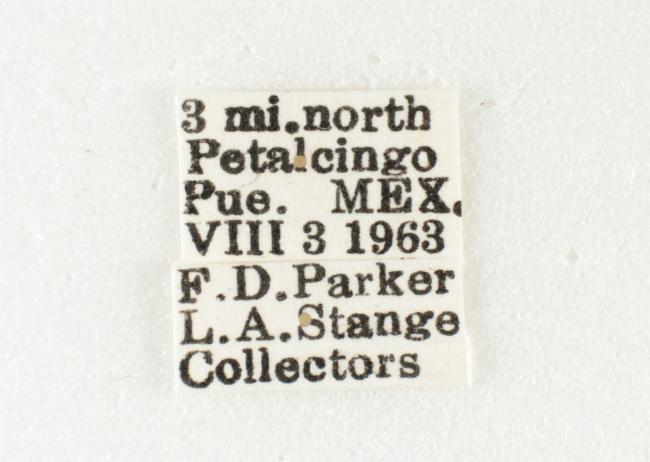 3 mi.north
Petalcingo
Pue. MEX.
VIII 3 1963
F.D.Parker
L.A.Stange
Collectors